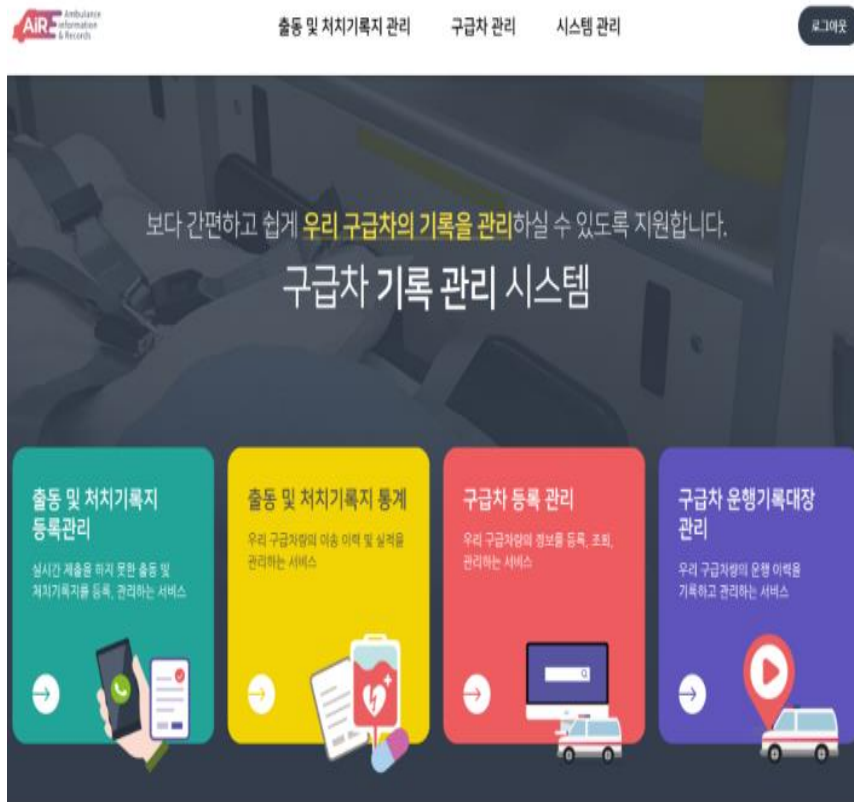 AiR
Ambulance
information
& Records
출동 및 처치기록지 관리
구급차 관리
시스템 관리
로그아웃
보다 간편하고 쉽게 우리 구급차의 기록을 관리하실 수 있도록 지원합니다.
구급차 기록 관리 시스템
출동 및 처치기록지
등록관리
실시간 제출을 하지 못한 출동 및
처치기록지를 등록, 관리하는 서비스
출동 및 처치기록지 통계
우리 구급차량의 이송 이력 및 실적을
관리하는 서비스
구급차 등록 관리
우리 구급차량의 정보를 등록, 조회,
관리하는 서비스
구급차 운행기록대장
관리
우리 구급차량의 운행 이력을
기록하고 관리하는 서비스